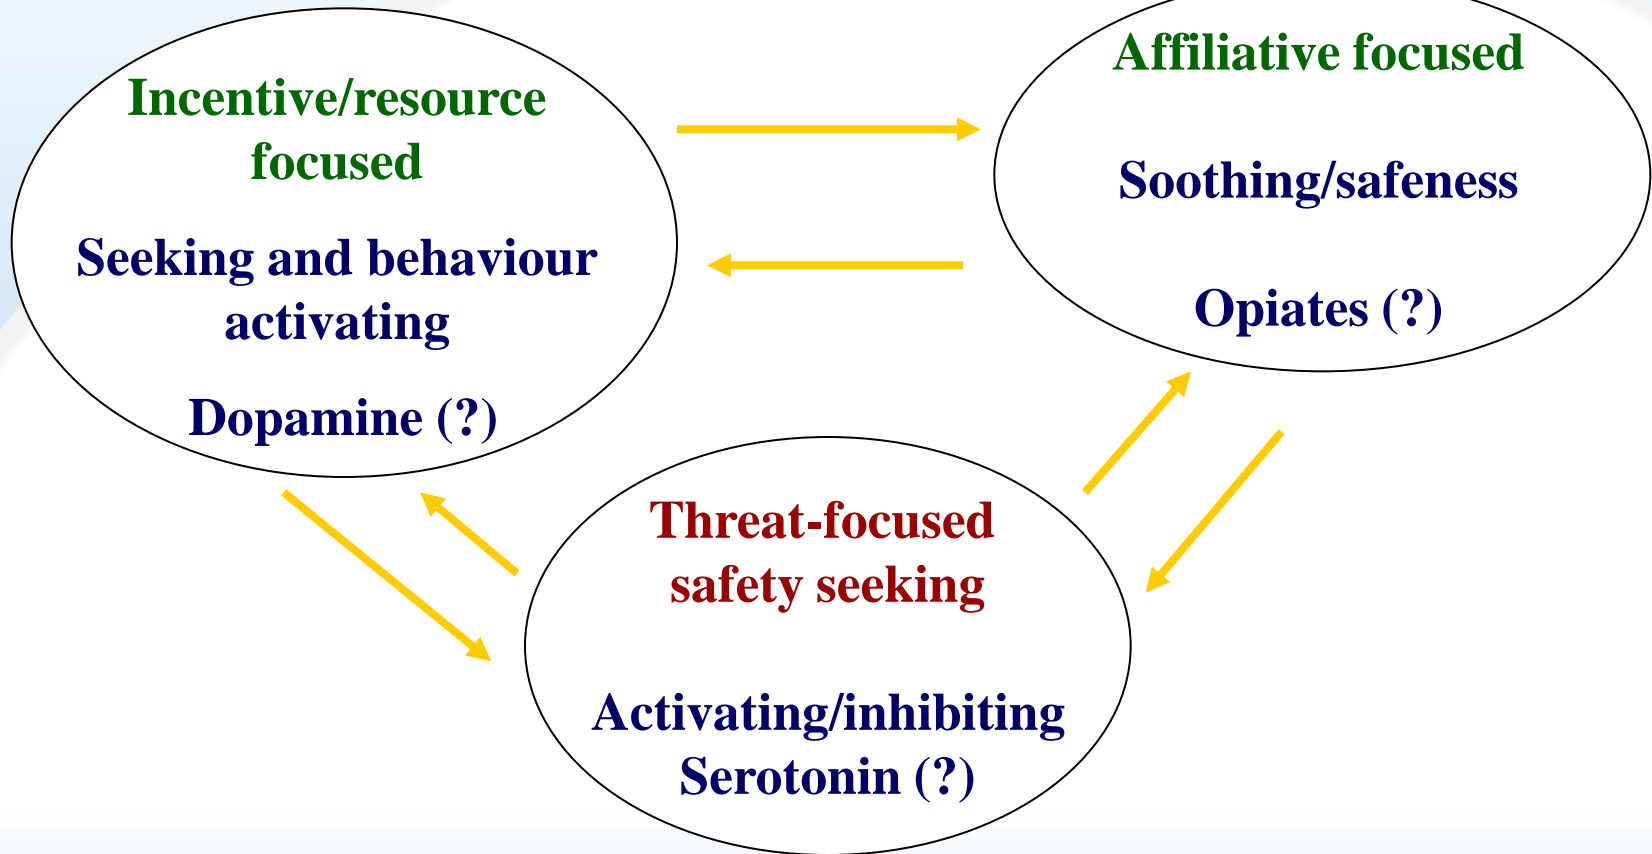 Incentive/resource
focused
Seeking and behaviour
activating
Dopamine (?)
Affiliative focused
Soothing/safeness
Opiates (?)
Threat-focused
safety seeking
Activating/inhibiting
Serotonin (?)